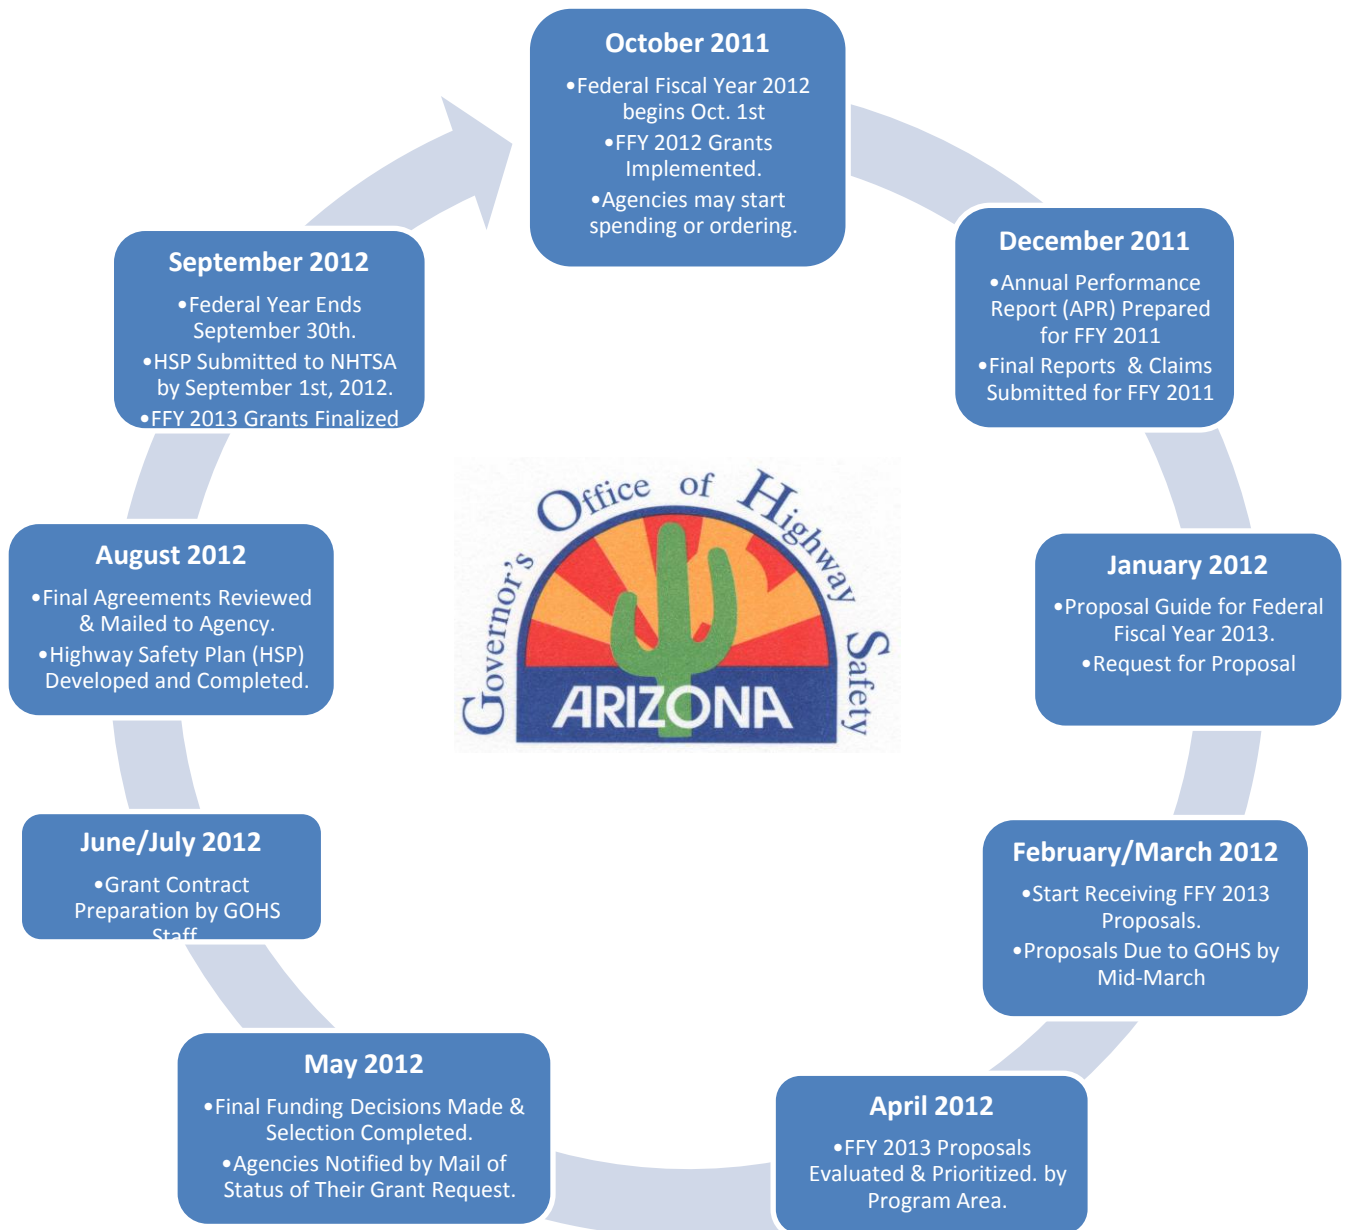 October 2011
•Federal Fiscal Year 2012
begins Oct. 1st
•FFY 2012 Grants
Implemented.
•Agencies may start
spending or ordering.
December 2011
•Annual Performance
Report (APR) Prepared
for FFY 2011
•Final Reports & Claims
Submitted for FFY 2011
January 2012
•Proposal Guide for Federal
Fiscal Year 2013.
•Request for Proposal
February/March 2012
•Start Receiving FFY 2013
Proposals.
•Proposals Due to GOHS by
Mid-March
April 2012
•FFY 2013 Proposals
Evaluated & Prioritized. by
Program Area.
May 2012
•Final Funding Decisions Made &
Selection Completed.
•Agencies Notified by Mail of
Status of Their Grant Request.
June/July 2012
•Grant Contract
Preparation by GOHS
Staff
August 2012
•Final Agreements Reviewed
& Mailed to Agency.
•Highway Safety Plan (HSP)
Developed and Completed.
September 2012
•Federal Year Ends
September 30th.
•HSP Submitted to NHTSA
by September 1st, 2012.
•FFY 2013 Grants Finalized
Governor's Office of Highway Safety
ARIZONA